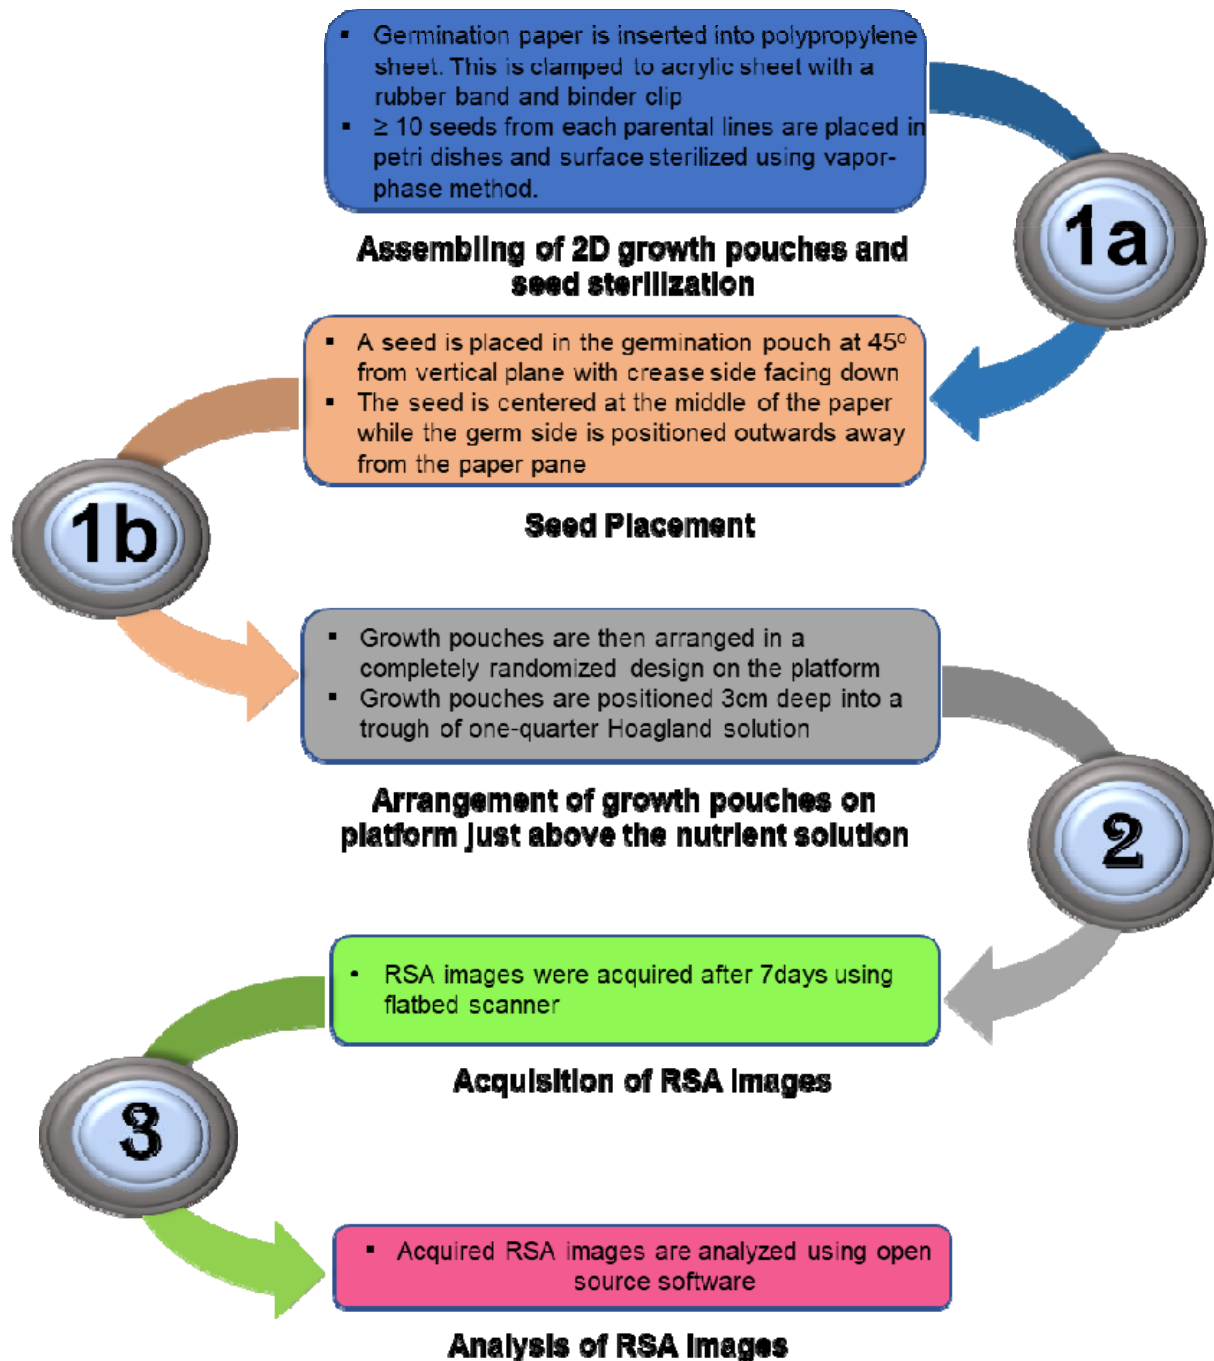 ▪ Germination paper is inserted into polypropylene
sheet. This is clamped to acrylic sheet with a
rubber band and binder clip
▪ ≥ 10 seeds from each parental lines are placed in
petri dishes and surface sterilized using vapor-
phase method.
1a
Assembling of 2D growth pouches and
seed sterilization
▪ A seed is placed in the germination pouch at 45º
from vertical plane with crease side facing down
▪ The seed is centered at the middle of the paper
while the germ side is positioned outwards away
from the paper pane
Seed Placement
1b
▪ Growth pouches are then arranged in a
completely randomized design on the platform
▪ Growth pouches are positioned 3cm deep into a
trough of one-quarter Hoagland solution
Arrangement of growth pouches on
platform just above the nutrient solution
2
• RSA images were acquired after 7days using
flatbed scanner
Acquisition of RSA images
3
▪ Acquired RSA images are analyzed using open
source software
Analysis of RSA images